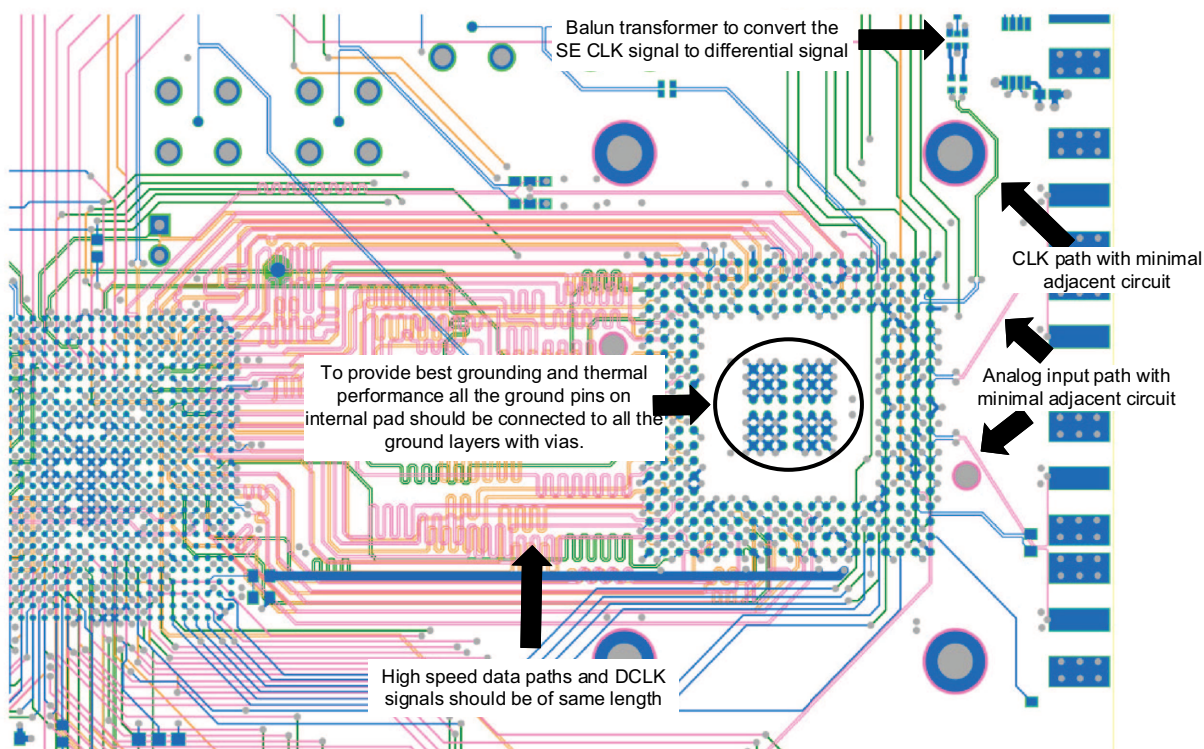 Balun transformer to convert the
SE CLK signal to differential signal
CLK path with minimal
adjacent circuit
To provide best grounding and thermal
performance all the ground pins on
internal pad should be connected to all the
ground layers with vias.
Analog input path with
minimal adjacent circuit
High speed data paths and DCLK
signals should be of same length